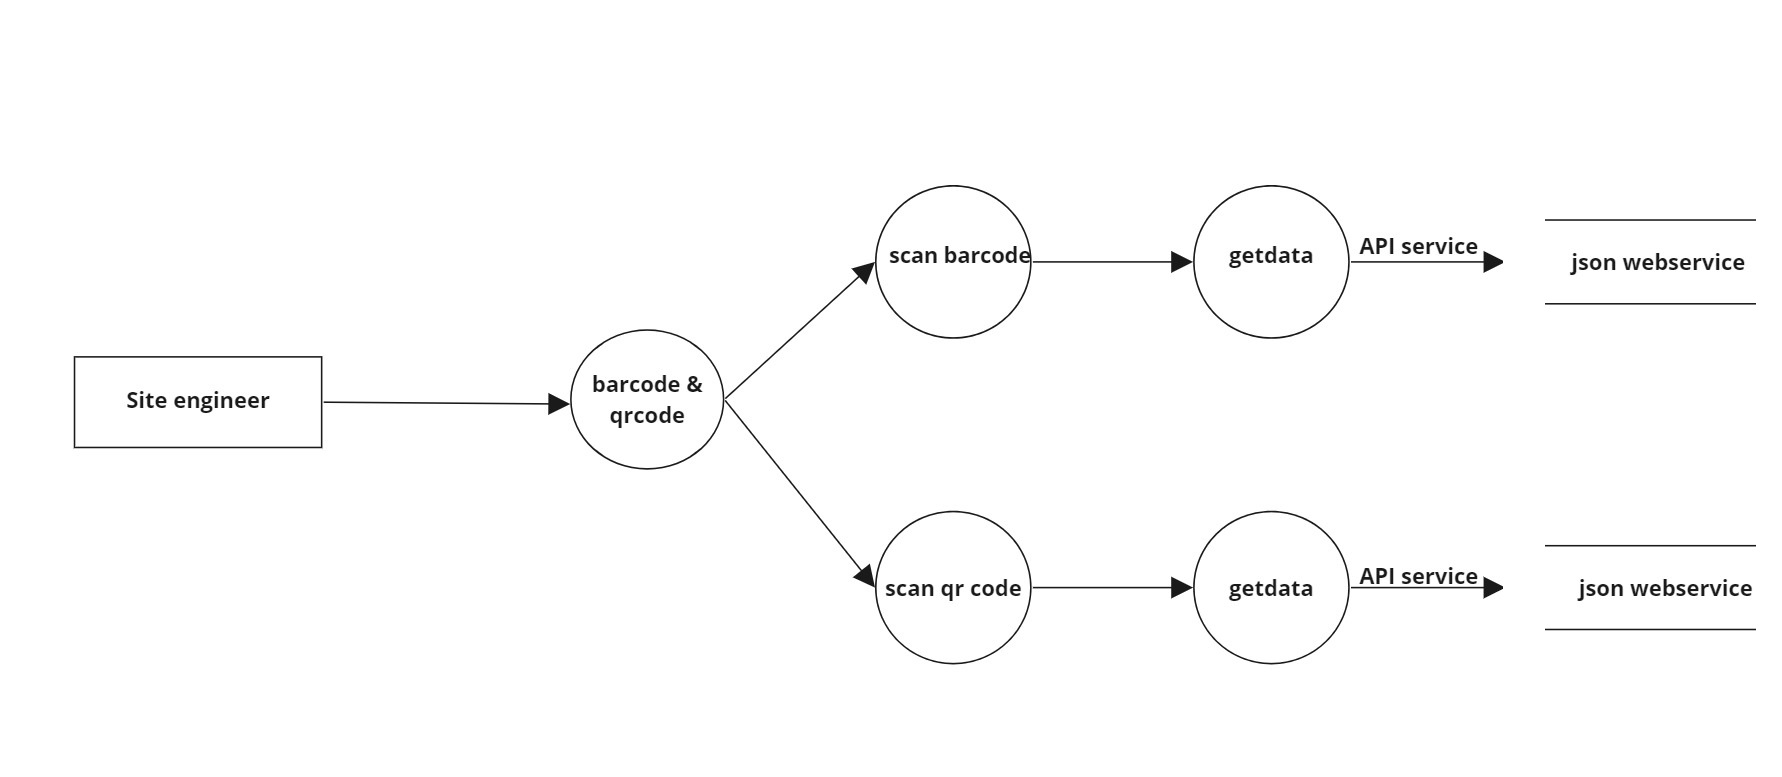 Site engineer
barcode &
qrcode
scan barcode
getdata
API service
json webservice
scan qr code
getdata
API service
json webservice